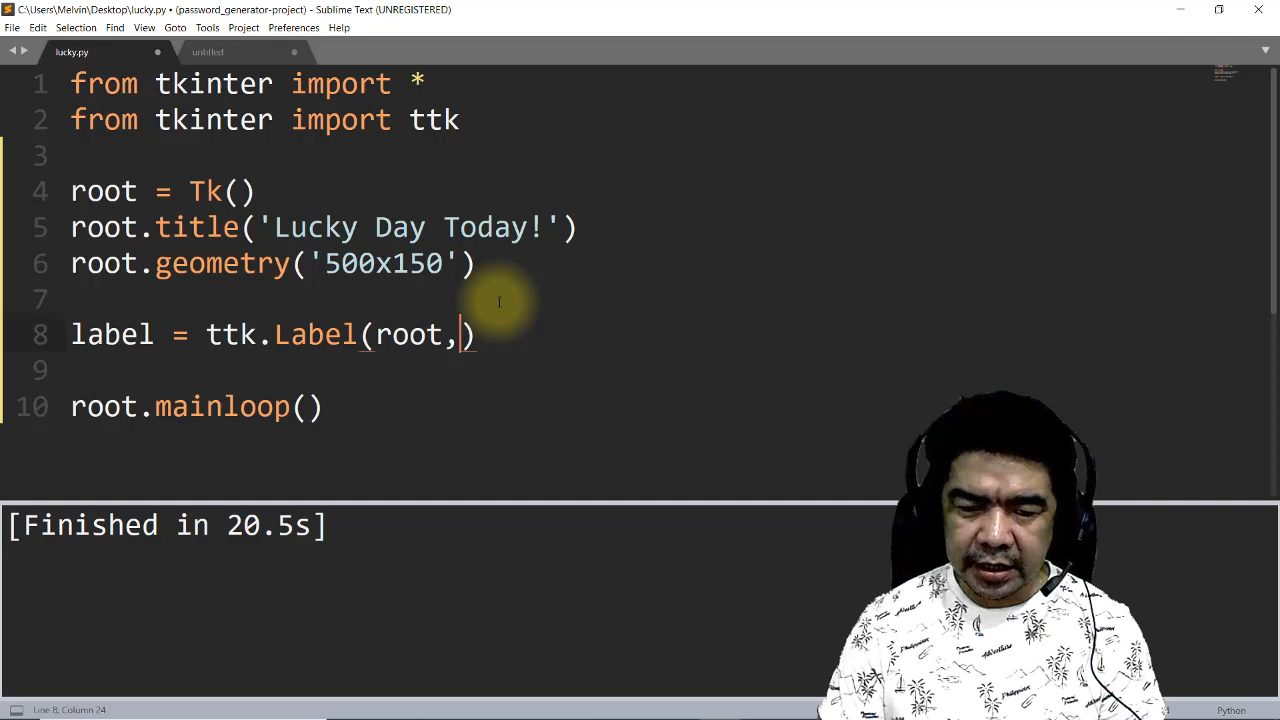 C:\Users\Melvin\Desktop\lucky.py • (password_generator-project) - Sublime Text (UNREGISTERED)
File Edit Selection Find View Goto Tools Project Preferences Help
lucky.py untitled
1 from tkinter import *
2 from tkinter import ttk
3
4 root = Tk()
5 root.title('Lucky Day Today!')
6 root.geometry('500x150')
7
8 label = ttk.Label(root,)
9
10 root.mainloop()
[Finished in 20.5s]
Line 8, Column 24
Python